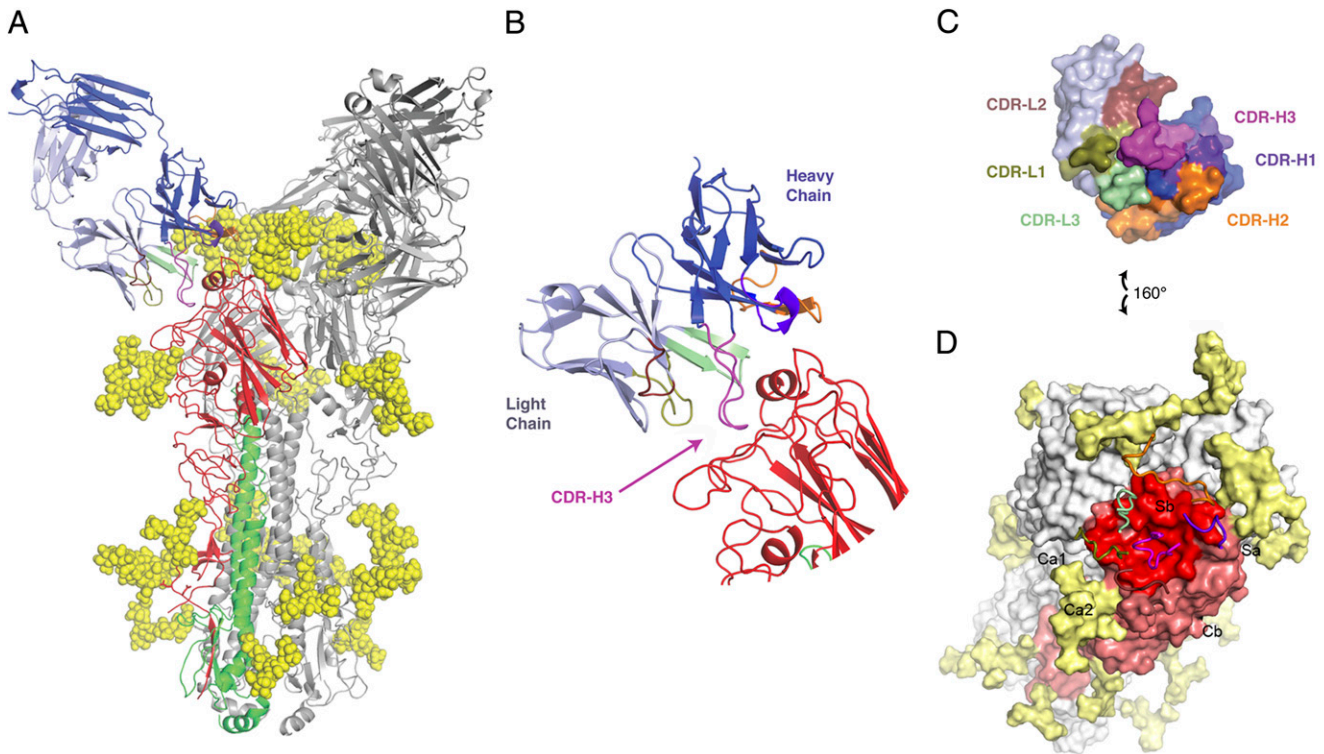 A
B
C
D
Heavy
Chain
Light
Chain
CDR-H3
CDR-L2
CDR-H3
CDR-L1
CDR-H1
CDR-L3
CDR-H2
160°
Sb
Sa
Ca1
Ca2
Cb